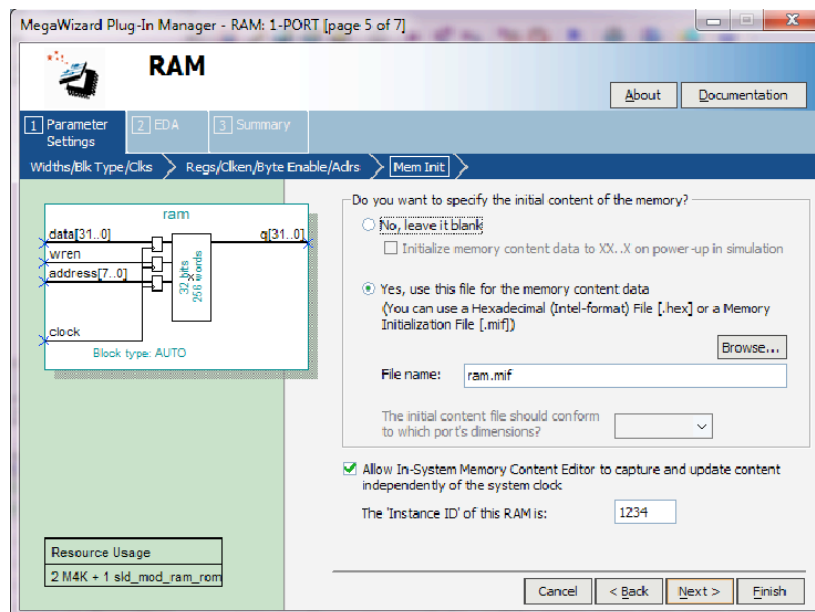 MegaWizard Plug-In Manager - RAM: 1-PORT [page 5 of 7]
RAM
About
Documentation
1 Parameter Settings
2 EDA
3 Summary
Widths/Blk Type/Clks
Regs/Clken/Byte Enable/Adrs
Mem Init
ram
data[31..0]
q[31..0]
wren
address[7..0]
32 bits
256 words
clock
Block type: AUTO
Do you want to specify the initial content of the memory?
No, leave it blank
Initialize memory content data to XX..X on power-up in simulation
Yes, use this file for the memory content data
(You can use a Hexadecimal (Intel-format) File [.hex] or a Memory
Initialization File [.mif])
Browse...
File name:
ram.mif
The initial content file should conform
to which port's dimensions?
Allow In-System Memory Content Editor to capture and update content
independently of the system clock
The 'Instance ID' of this RAM is:
1234
Resource Usage
2 M4K + 1 sld_mod_ram_rom
Cancel
< Back
Next >
Finish